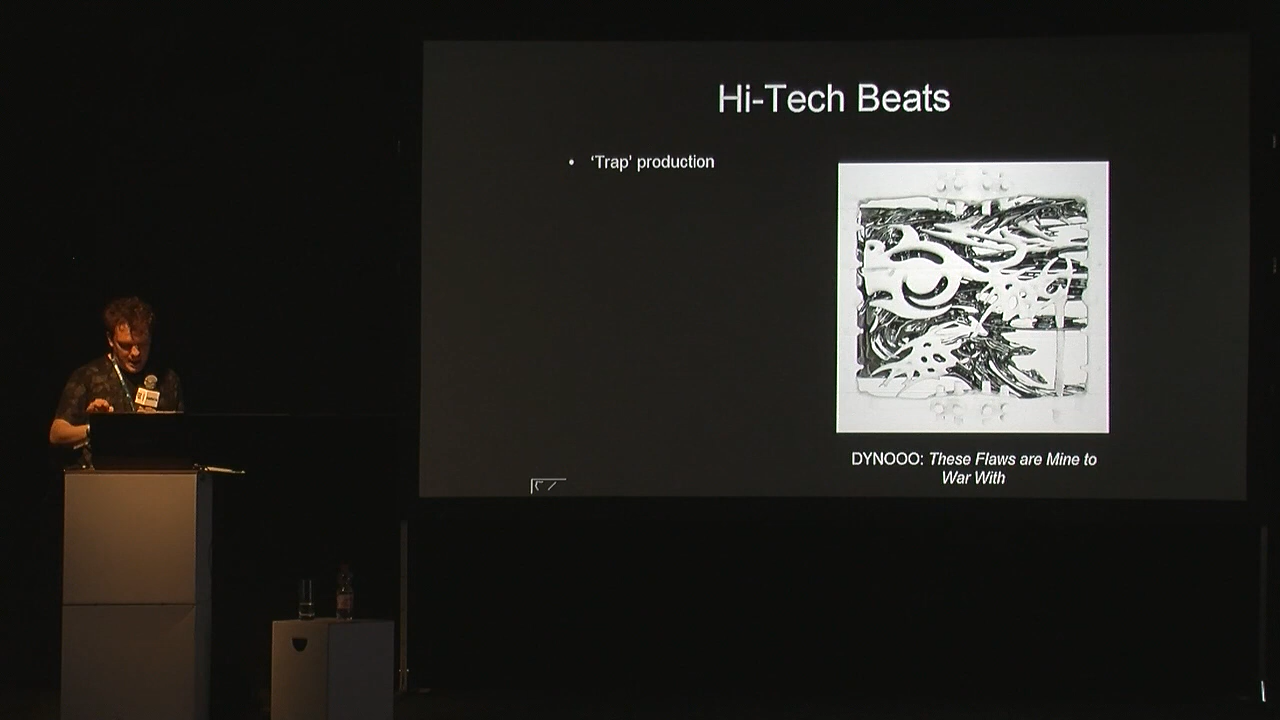 Hi-Tech Beats
• ‘Trap’ production
DYNOOO: These Flaws are Mine to
War With